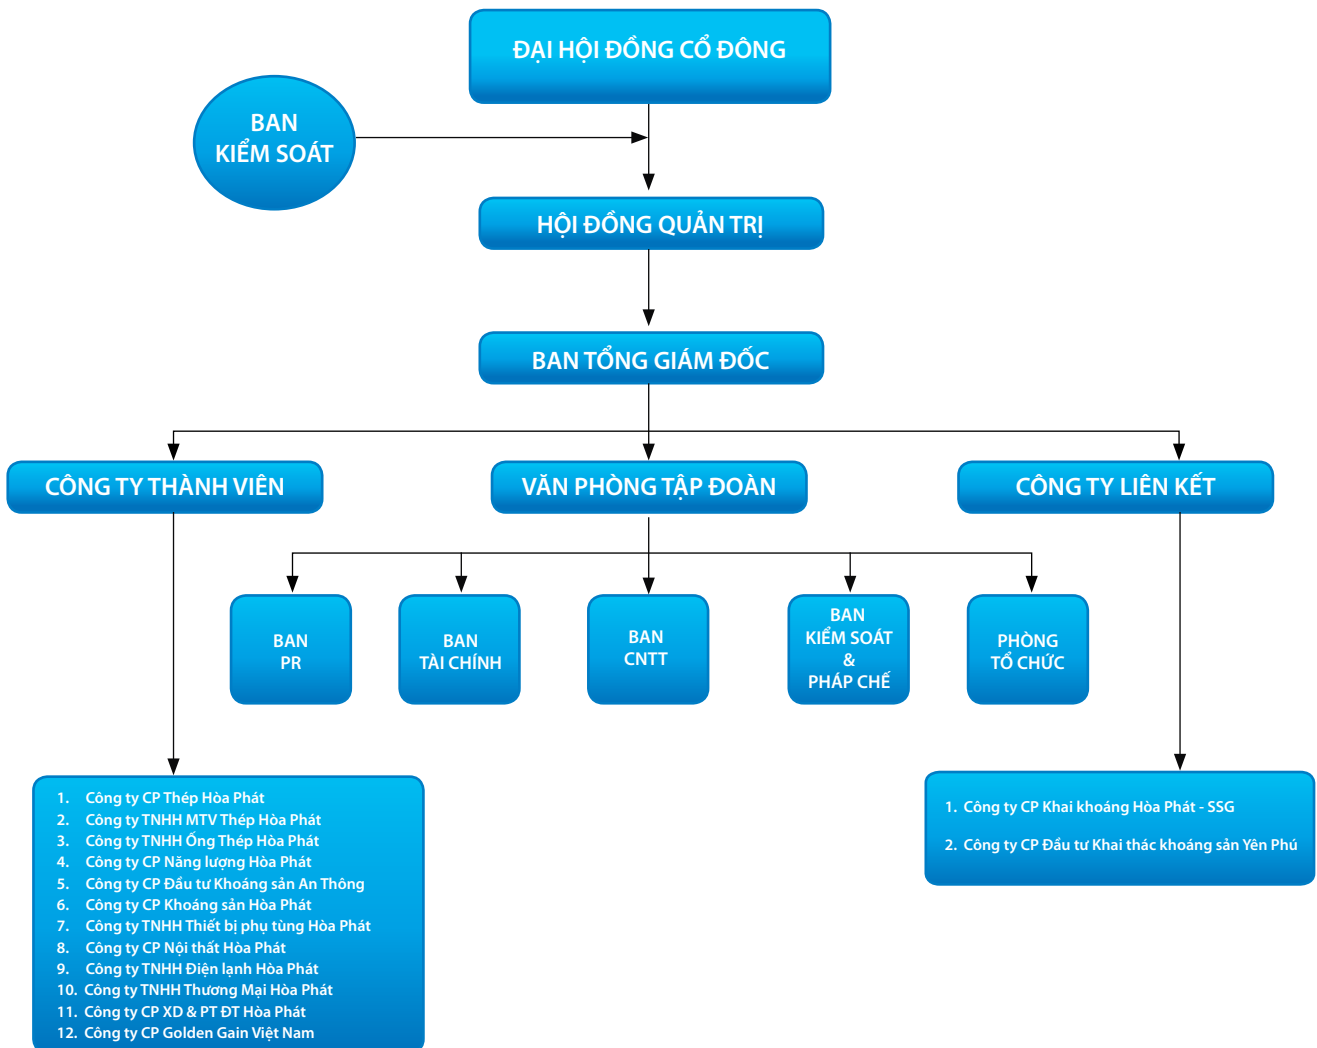 ĐẠI HỘI ĐỒNG CỔ ĐÔNG
BAN
KIỂM SOÁT
HỘI ĐỒNG QUẢN TRỊ
BAN TỔNG GIÁM ĐỐC
CÔNG TY THÀNH VIÊN
VĂN PHÒNG TẬP ĐOÀN
CÔNG TY LIÊN KẾT
BAN
PR
BAN
TÀI CHÍNH
BAN
CNTT
BAN
KIỂM SOÁT
&
PHÁP CHẾ
PHÒNG
TỔ CHỨC
1. Công ty CP Thép Hòa Phát
2. Công ty TNHH MTV Thép Hòa Phát
3. Công ty TNHH Ống Thép Hòa Phát
4. Công ty CP Năng lượng Hòa Phát
5. Công ty CP Đầu tư Khoáng sản An Thông
6. Công ty CP Khoáng sản Hòa Phát
7. Công ty TNHH Thiết bị phụ tùng Hòa Phát
8. Công ty CP Nội thất Hòa Phát
9. Công ty TNHH Điện lạnh Hòa Phát
10. Công ty TNHH Thương Mại Hòa Phát
11. Công ty CP XD & PT ĐT Hòa Phát
12. Công ty CP Golden Gain Việt Nam
1. Công ty CP Khai khoáng Hòa Phát - SSG
2. Công ty CP Đầu tư Khai thác khoáng sản Yên Phú